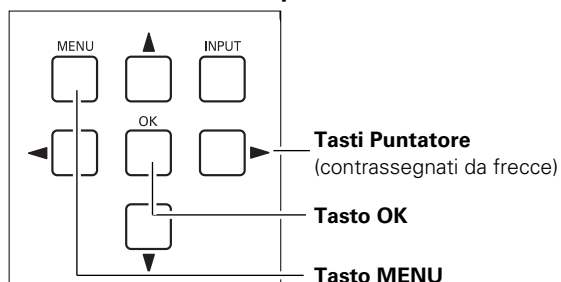 MENU
INPUT
OK
Tasti Puntatore
(contrassegnati da frecce)
Tasto OK
Tasto MENU